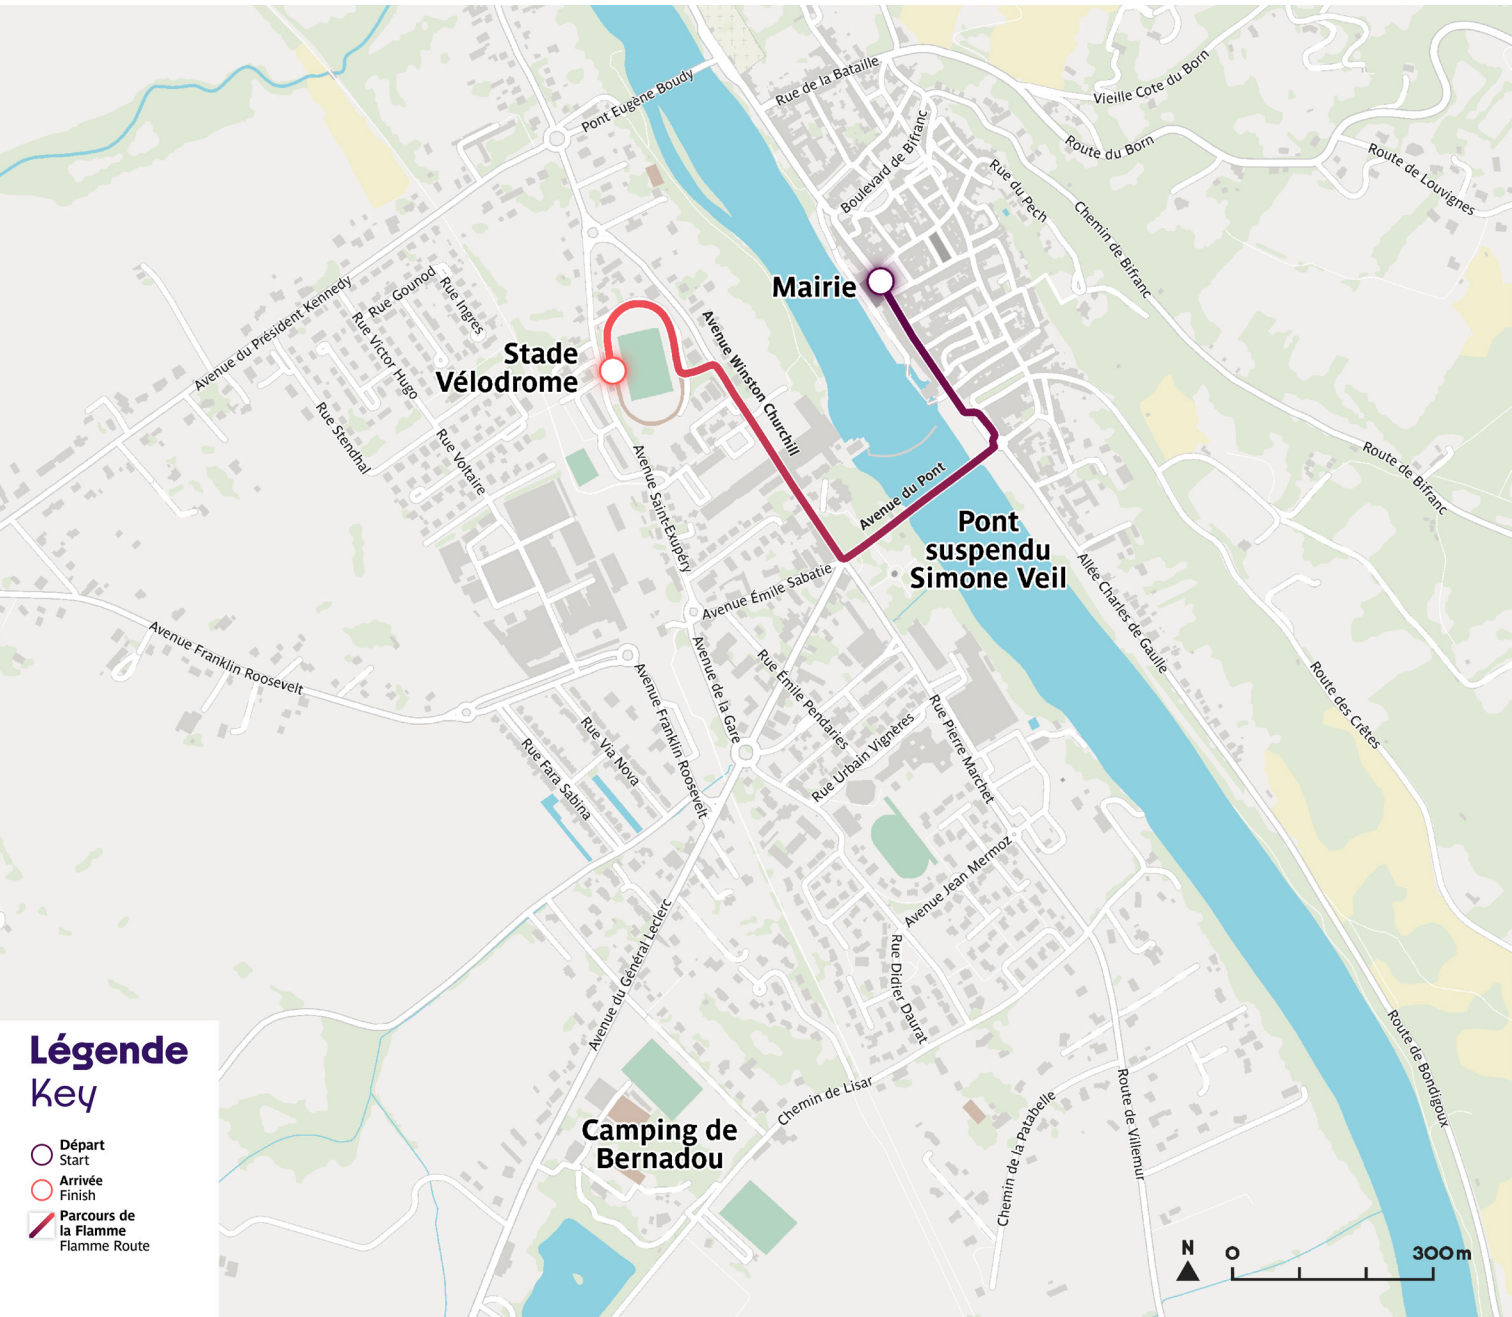 Pont Eugène Boudy
Rue de la Bataille
Vieille Cote du Born
Route du Born
Route de Louvignes
Boulevard de Bifranc
Rue du Pech
Chemin de Bifranc
Mairie
Avenue du Président Kennedy
Rue Gounod
Rue Ingres
Rue Victor Hugo
Stade
Vélodrome
Avenue Winston Churchill
Rue Stendhal
Rue Voltaire
Avenue Saint-Exupéry
Avenue du Pont
Route de Bifranc
Pont
suspendu
Simone Veil
Avenue Émile Sabatie
Allée Charles de Gaulle
Avenue Franklin Roosevelt
Avenue de la Gare
Rue Émile Pendaries
Avenue Franklin Roosevelt
Route des Crêtes
Rue Via Nova
Rue Fara Sabina
Rue Urbain Vignères
Rue Pierre Marchet
Avenue Jean Mermoz
Avenue du Général Leclerc
Rue Didier Daurat
Route de Bondigoux
Chemin de Lisar
Route de Villemur
Chemin de la Patabelle
Camping de
Bernadou
Légende
Key
Départ
Start
Arrivée
Finish
Parcours de
la Flamme
Flamme Route
N
0
300m